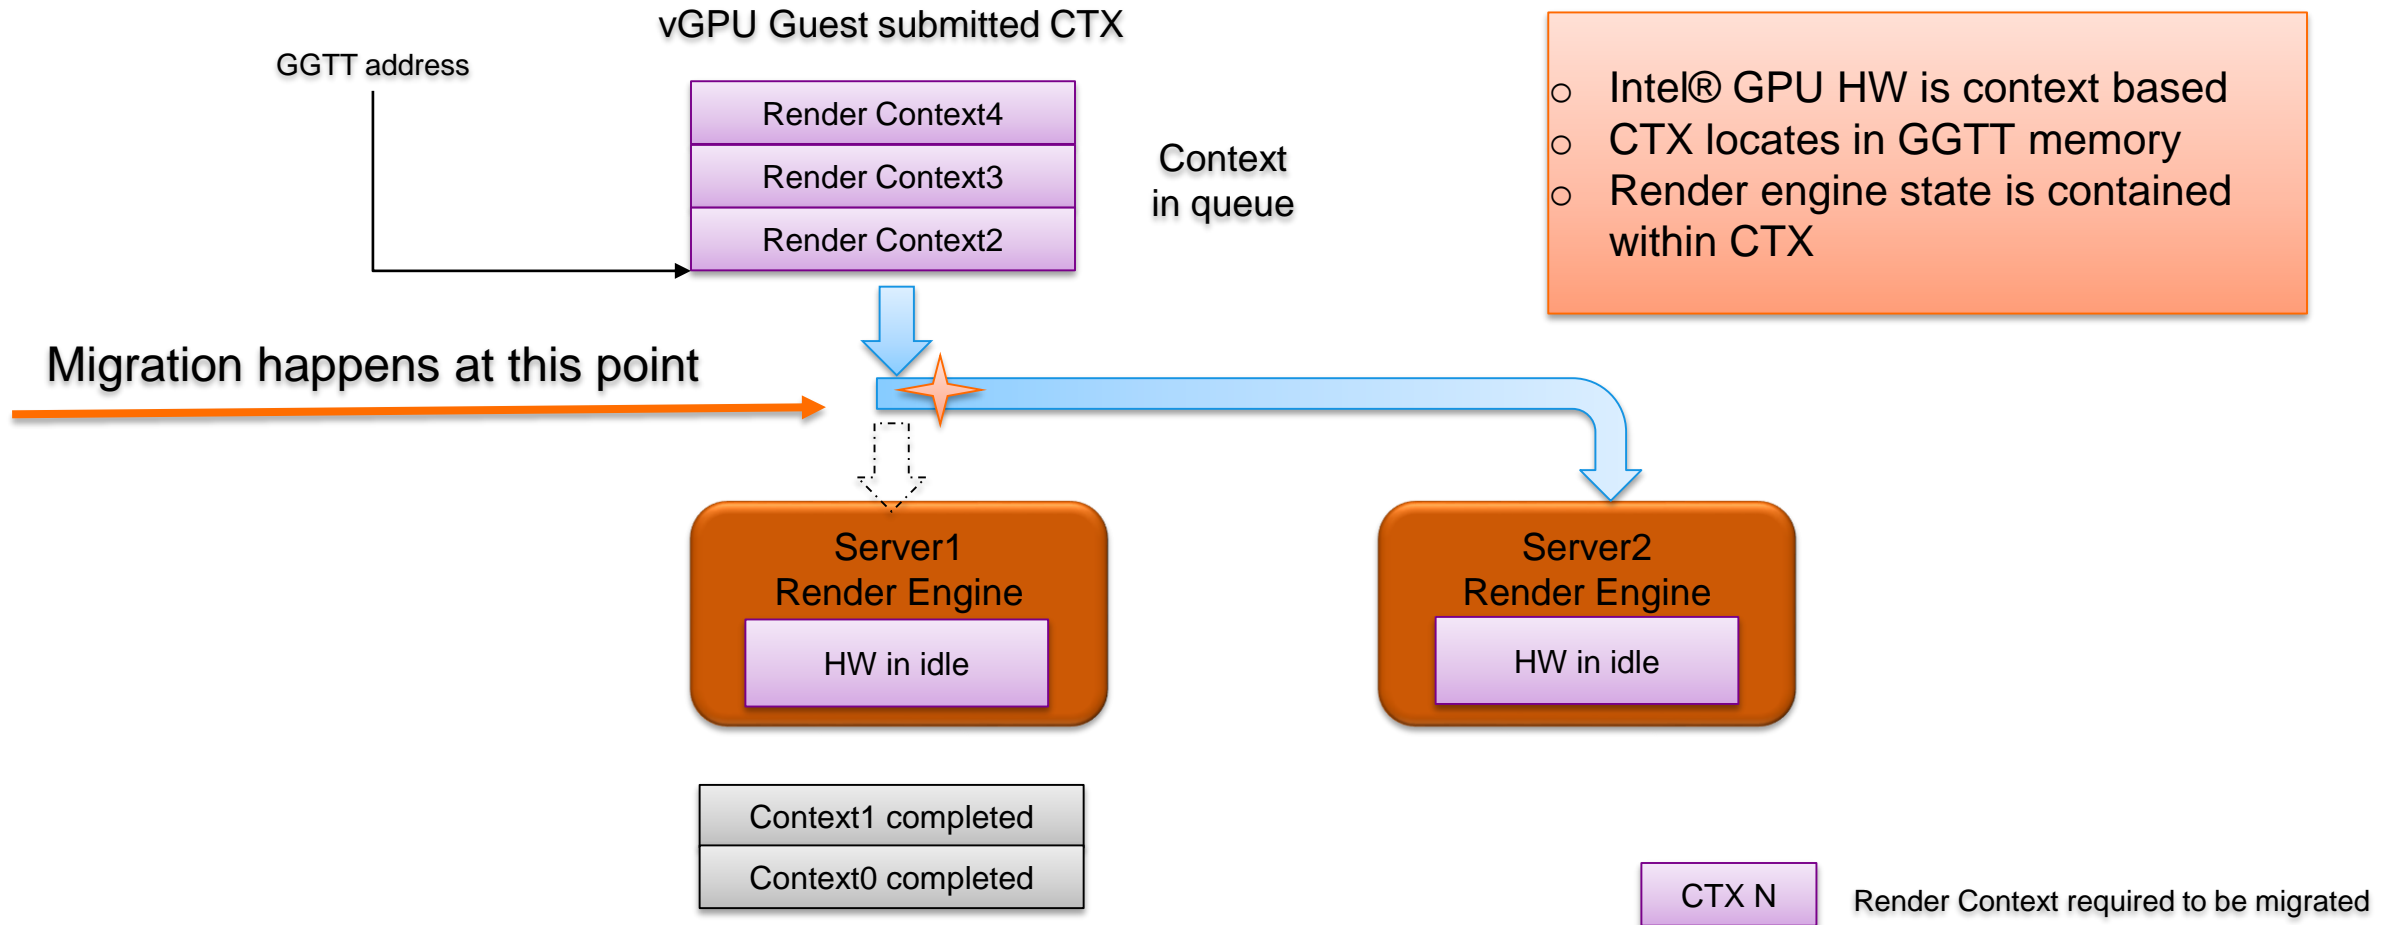 vGPU Guest submitted CTX
GGTT address
Render Context4
Render Context3
Render Context2
Context
in queue
o Intel® GPU HW is context based
o CTX locates in GGTT memory
o Render engine state is contained
within CTX
Migration happens at this point
Server1
Render Engine
HW in idle
Server2
Render Engine
HW in idle
Context1 completed
Context0 completed
CTX N
Render Context required to be migrated